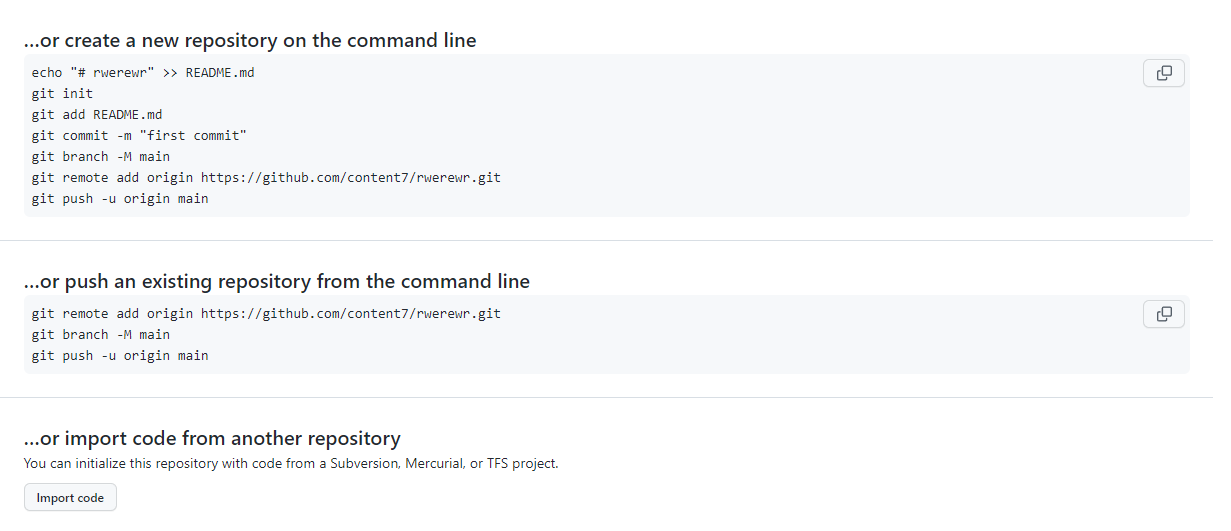 ...or create a new repository on the command line
echo "# rwerewr" >> README.md
git init
git add README.md
git commit -m "first commit"
git branch -M main
git remote add origin https://github.com/content7/rwerewr.git
git push -u origin main
...or push an existing repository from the command line
git remote add origin https://github.com/content7/rwerewr.git
git branch -M main
git push -u origin main
...or import code from another repository
You can initialize this repository with code from a Subversion, Mercurial, or TFS project.
Import code